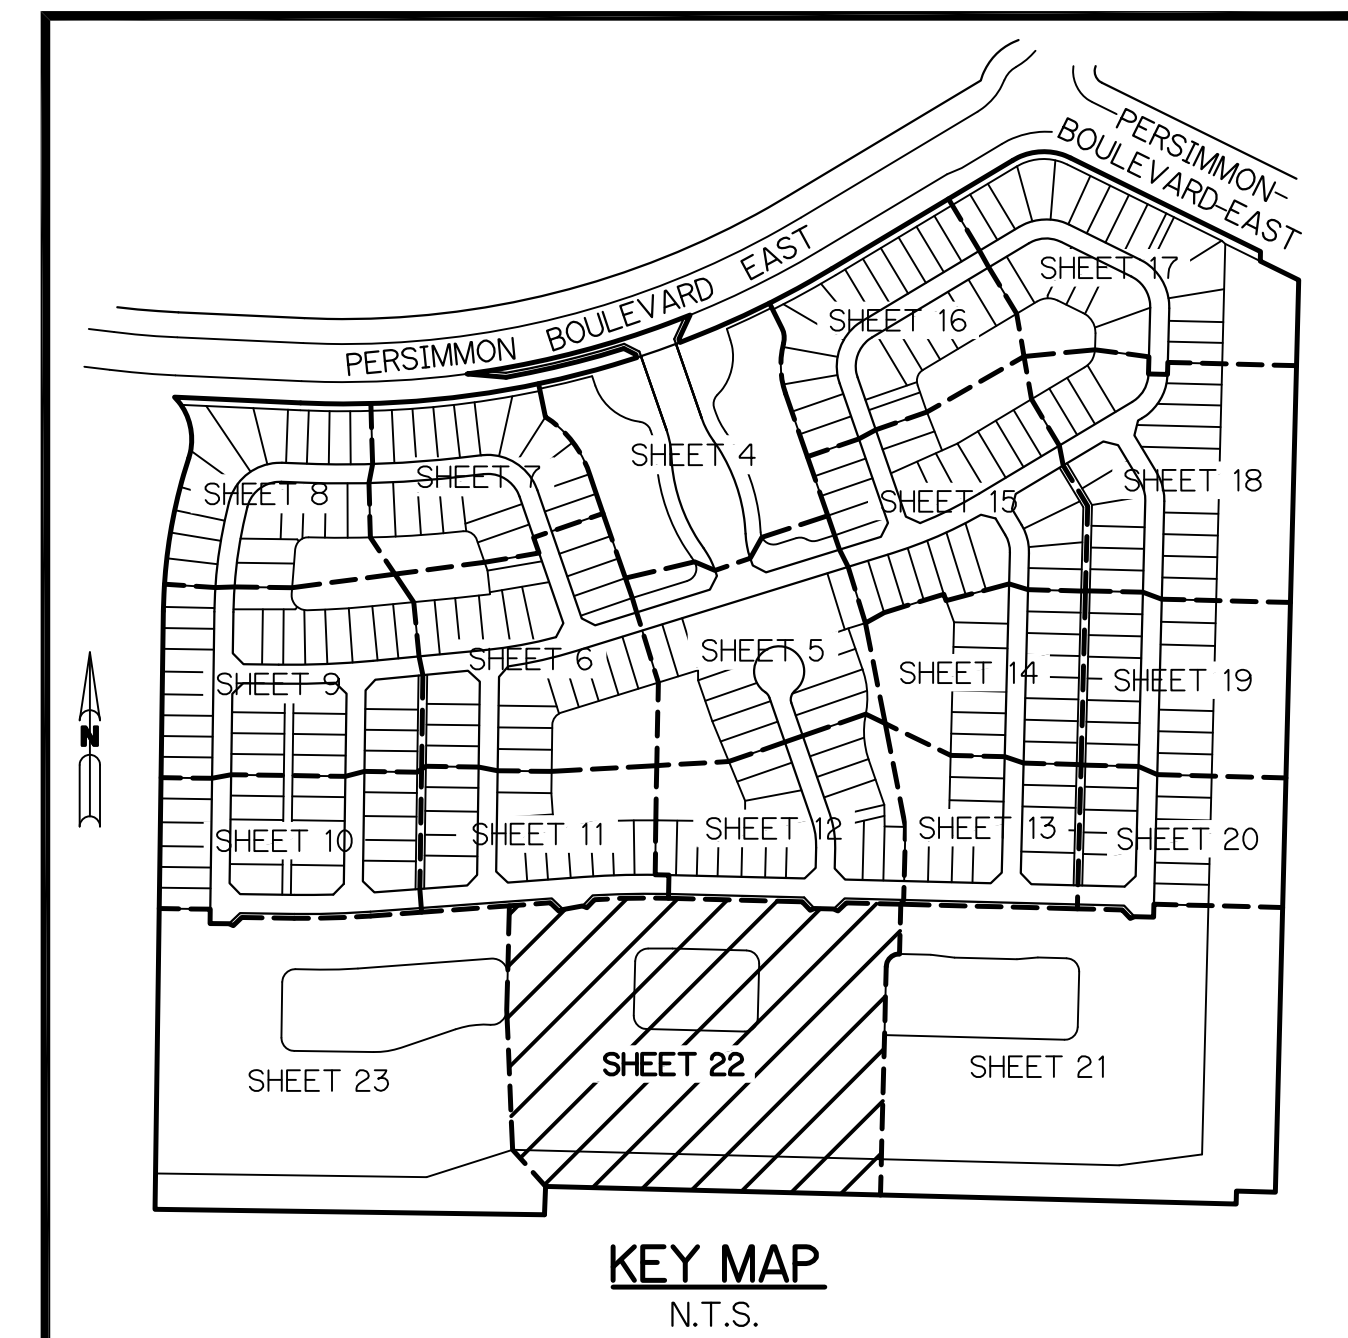 PERSIMMON-
BOULEVARD-EAST
PERSIMMON BOULEVARD EAST
SHEET 17
SHEET 16
SHEET 4
SHEET 7
SHEET 8
SHEET 15
SHEET 18
SHEET 5
SHEET 6
SHEET 14
SHEET 9
SHEET 19
N
SHEET 10
SHEET 11
SHEET 12
SHEET 13
SHEET 20
SHEET 23
SHEET 22
SHEET 21
KEY MAP
N.T.S.